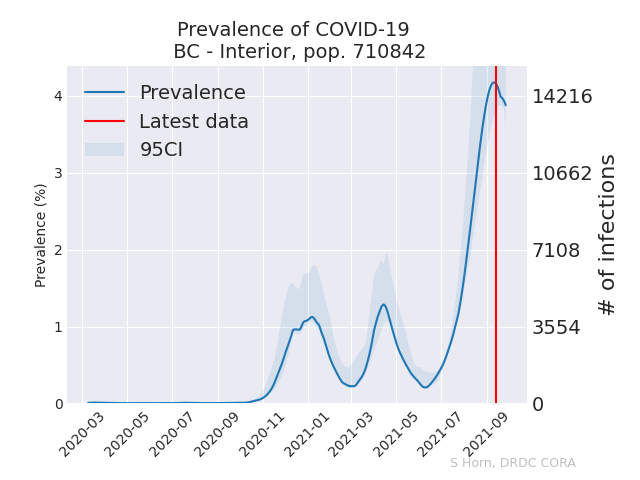 Prevalence of COVID-19
BC - Interior, pop. 710842
Prevalence
Latest data
95CI
Prevalence (%)
4
3
2
1
0
14216
10662
7108
3554
0
# of infections
2020-03
2020-05
2020-07
2020-09
2020-11
2021-01
2021-03
2021-05
2021-07
2021-09
S Horn, DRDC CORA